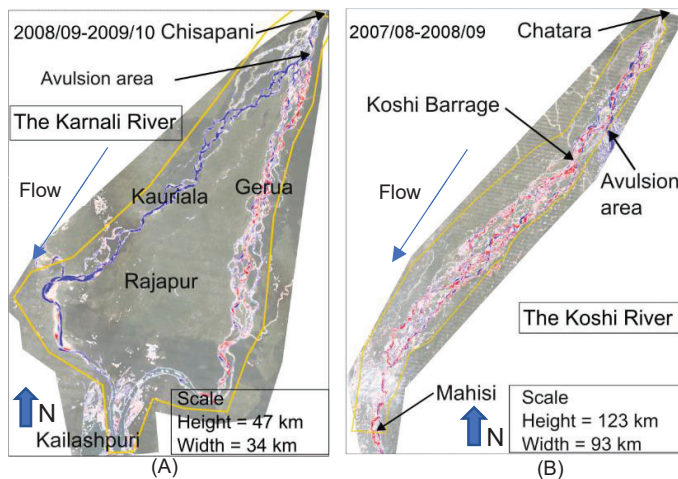 2008/09-2009/10 Chisapani
Avulsion area
The Karnali River
Flow
Kauriala
Gerua
Rajapur
N
Kailashpuri
Scale
Height = 47 km
Width = 34 km
(A)
2007/08-2008/09
Chatara
Koshi Barrage
Flow
Avulsion
area
The Koshi River
Mahisi
N
Scale
Height = 123 km
Width = 93 km
(B)